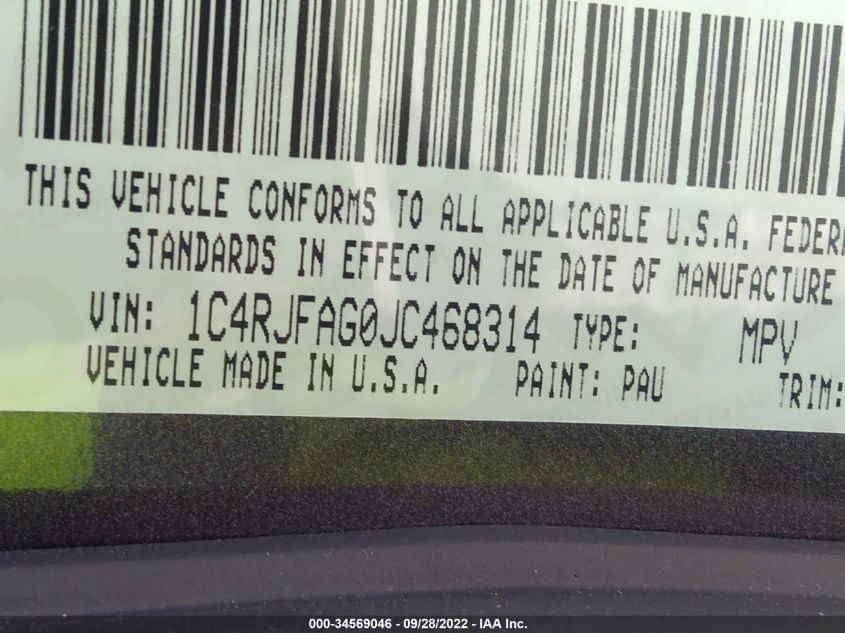 THIS VEHICLE CONFORMS TO ALL APPLICABLE U.S.A.
STANDARDS IN EFFECT ON THE DATE OF MANUFACTURE
VIN: 1C4RJFAG0JC468314 TYPE: MPV
VEHICLE MADE IN U.S.A. PAINT: PAU TRIM:
000-34569046 - 09/28/2022 - IAA Inc.